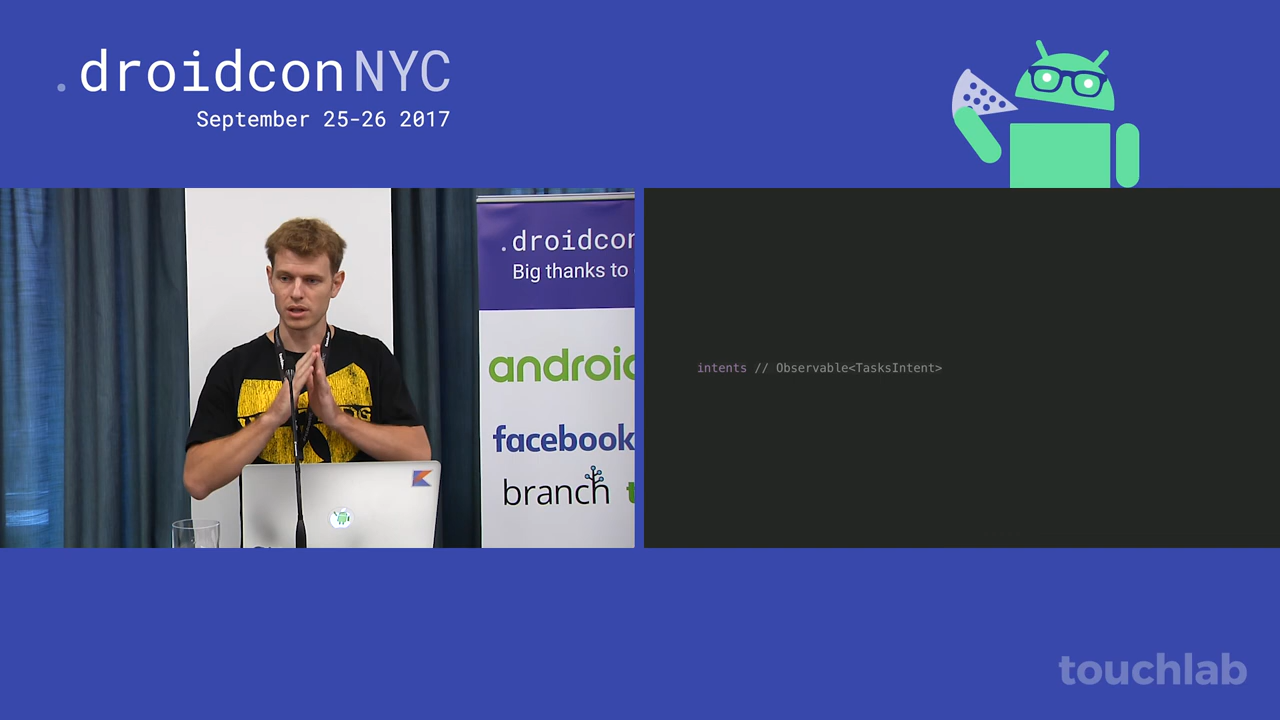 .droidcon NYC
September 25-26 2017
.droidcon
Big thanks to
android
facebook
branch
intents // Observable<TasksIntent>
touchlab